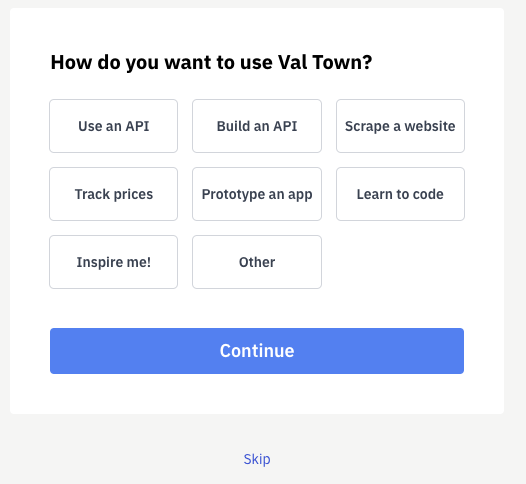 How do you want to use Val Town?
Use an API
Build an API
Scrape a website
Track prices
Prototype an app
Learn to code
Inspire me!
Other
Continue
Skip